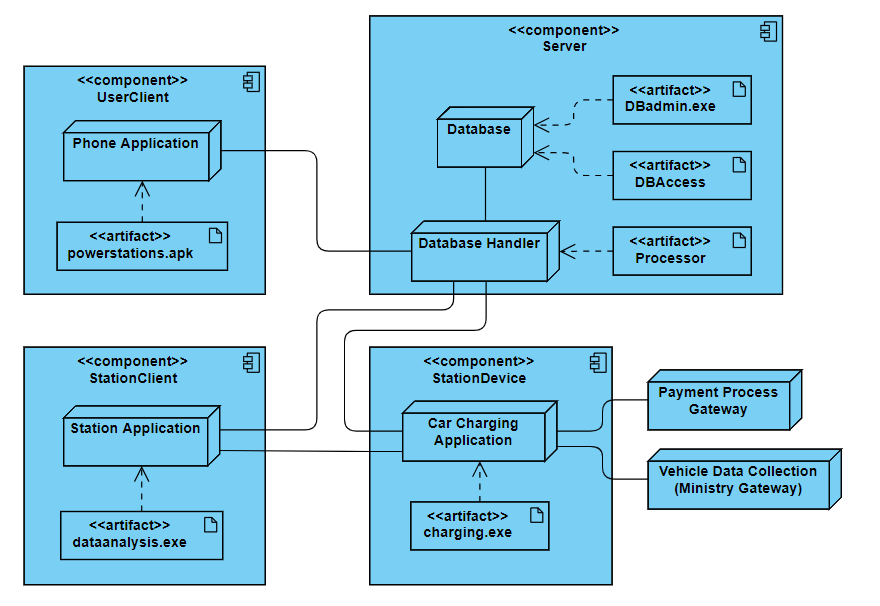 <<component>>
Server
<<component>>
UserClient
<<artifact>>
DBadmin.exe
Database
Phone Application
<<artifact>>
DBAccess
<<artifact>>
powerstations.apk
Database Handler
<<artifact>>
Processor
<<component>>
StationClient
<<component>>
StationDevice
Payment Process
Gateway
Station Application
Car Charging
Application
Vehicle Data Collection
(Ministry Gateway)
<<artifact>>
dataanalysis.exe
<<artifact>>
charging.exe